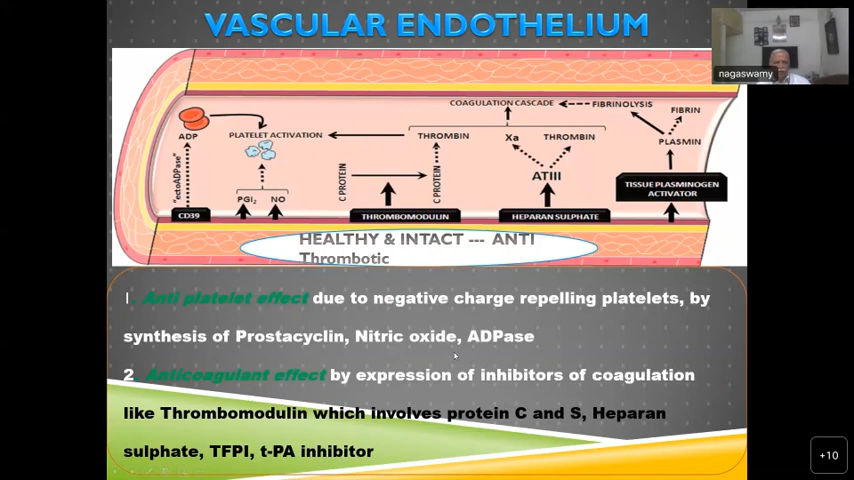 VASCULAR ENDOTHELIUM
nagaswamy
COAGULATION CASCADE
FIBRINOLYSIS
FIBRIN
ADP
PLATELET ACTIVATION
THROMBIN
Xa
THROMBIN
PLASMIN
"ectoADPase"
C PROTEIN
C PROTEIN
ATIII
TISSUE PLASMINOGEN
ACTIVATOR
PGI2
NO
CD39
THROMBOMODULIN
HEPARAN SULPHATE
HEALTHY & INTACT --- ANTI
Thrombotic
1. Anti platelet effect due to negative charge repelling platelets, by
synthesis of Prostacyclin, Nitric oxide, ADPase
2 Anticoagulant effect by expression of inhibitors of coagulation
like Thrombomodulin which involves protein C and S, Heparan
sulphate, TFPI, t-PA inhibitor
+10